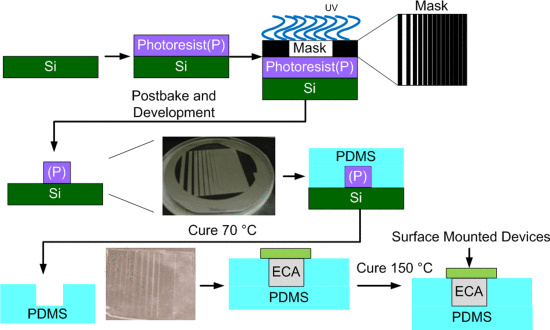 UV
Mask
Photoresist(P)
Mask
Si
Photoresist(P)
Photoresist(P)
Si
Si
Postbake and
Development
(P)
Si
PDMS
(P)
Si
Cure 70 °C
Surface Mounted Devices
ECA
PDMS
Cure 150 °C
ECA
PDMS
PDMS